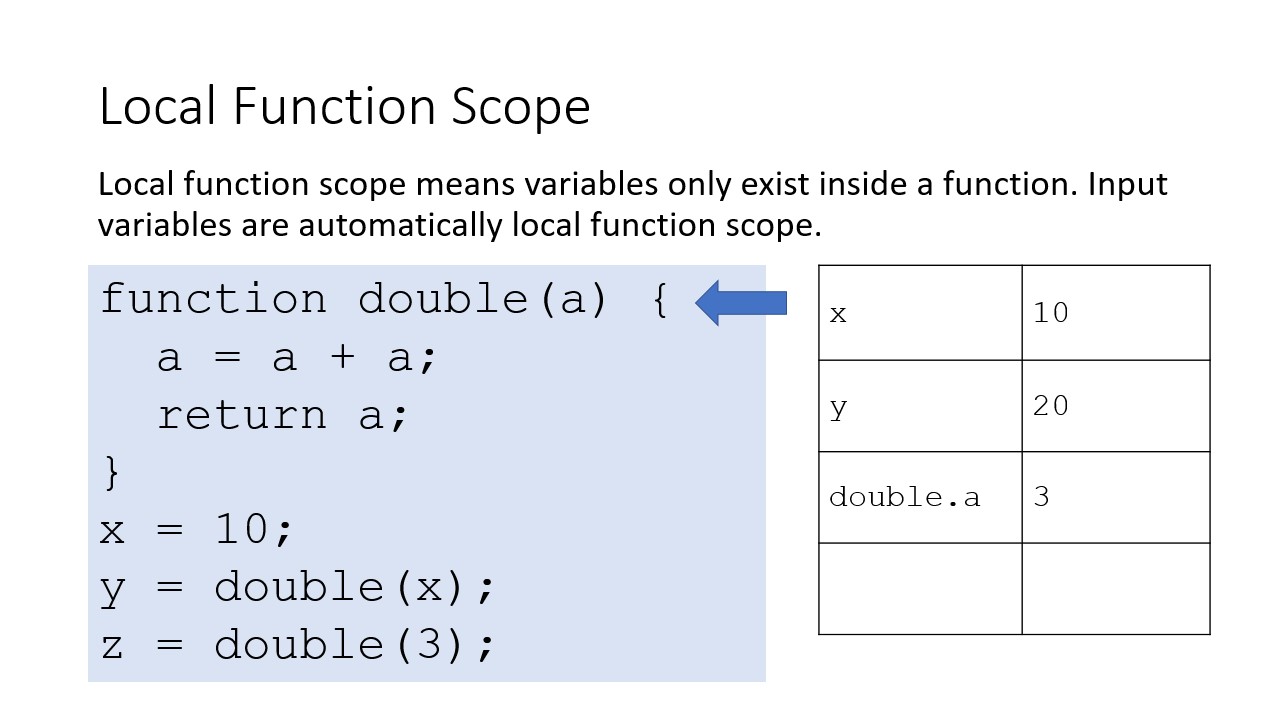 Local Function Scope
Local function scope means variables only exist inside a function. Input
variables are automatically local function scope.
function double(a) {
  a = a + a;
  return a;
}
x = 10;
y = double(x);
z = double(3);
x 10
y 20
double.a 3